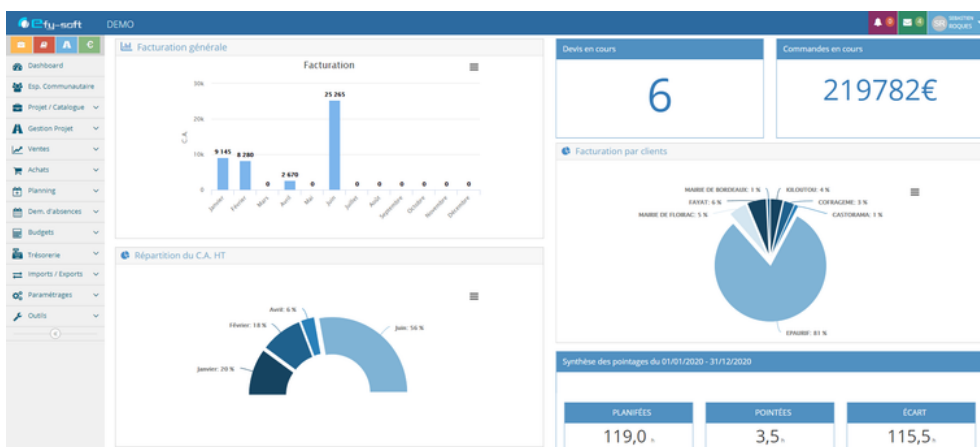 efy-soft
DEMO
0
4
SR
SEBASTIEN
ROQUES
€
Dashboard
Esp. Communautaire
Projet / Catalogue
Gestion Projet
Ventes
Achats
Planning
Dem. d'absences
Budgets
Trésorerie
Imports / Exports
Paramétrages
Outils
Facturation générale
Facturation
C.A.
30k
20k
10k
0
9 145
8 280
0
2 670
0
25 265
0
0
0
0
0
0
Janvier
Février
Mars
Avril
Mai
Juin
Juillet
Août
Septembre
Octobre
Novembre
Décembre
Répartition du C.A. HT
Janvier: 20 %
Février: 18 %
Avril: 6 %
Juin: 56 %
Devis en cours
6
Commandes en cours
219782€
Facturation par clients
MAIRIE DE BORDEAUX: 1 %
KILOUTOU: 4 %
FAYAT: 6 %
COFRAGEME: 3 %
MAIRIE DE FLOIRAC: 5 %
CASTORAMA: 1 %
EPAURIF: 81 %
Synthèse des pointages du 01/01/2020 - 31/12/2020
PLANIFÉES
119,0 h
POINTÉES
3,5 h
ÉCART
115,5 h